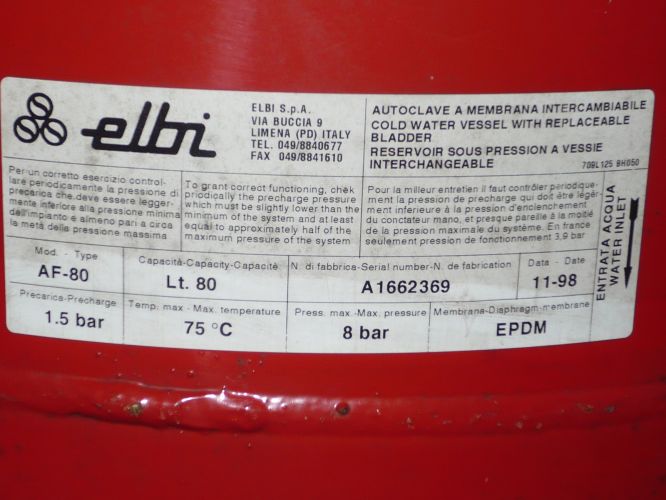 elbi
ELBI S.p.A.
VIA BUCCIA 9
LIMENA (PD) ITALY
TEL. 049/8840677
FAX 049/8841610
AUTOCLAVE A MEMBRANA INTERCAMBIABILE
COLD WATER VESSEL WITH REPLACEABLE
BLADDER
RESERVOIR SOUS PRESSION A VESSIE
INTERCHANGEABLE
709L125 BH050
Per un corretto esercizio control-
lare periodicamente la pressione di
precarica che deve essere legger-
mente inferiore alla pressione minima
dell'impianto e almeno pari a circa
la metà della pressione massima
To grant correct functioning, chek
priodically the precharge pressure
which must be slightly lower than the
minimum of the system and at least
equal to approximately half of the
maximum pressure of the system
Pour la milleur entretien il faut contrôler périodique-
ment la pression de précharge qui doit être légère-
ment inférieure à la pression d'enclenchement
du conctateur mano, et presque pareille à la moitié
de la pression maximale du système. En france
seulement pression de fonctionnement 3,9 bar
ENTRATA ACQUA
WATER INLET
Mod. - Type
AF-80
Capacità-Capacity-Capacité
Lt. 80
N. di fabbrica-Serial number-N. de fabrication
A1662369
Data - Date
11-98
Precarica-Précharge
1.5 bar
Temp. max - Max. temperature
75 °C
Press. max -Max. pressure
8 bar
Membrana-Diaphragm-membrane
EPDM